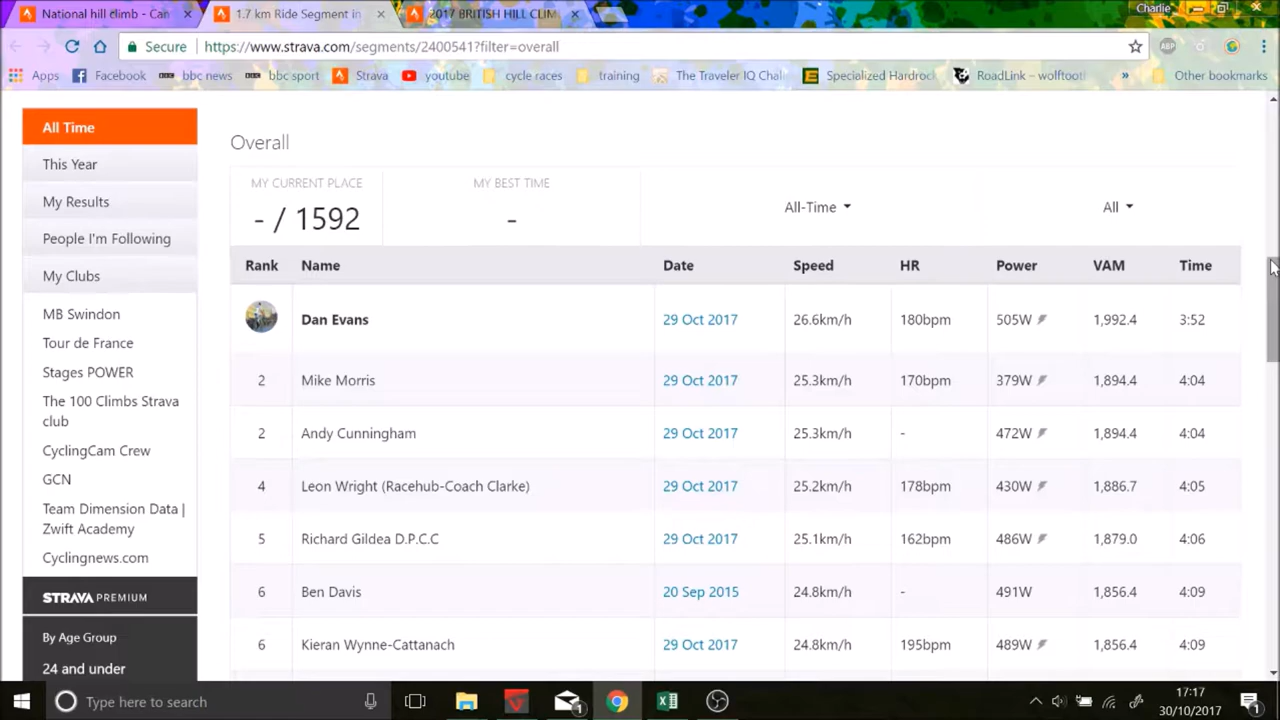 National hill climb - Can
1.7 km Ride Segment in
2017 BRITISH HILL CLIM
Charlie
Secure
https://www.strava.com/segments/2400541?filter=overall
ABP
Apps Facebook bbc news bbc sport Strava youtube cycle races training The Traveler IQ Chal Specialized Hardrock RoadLink – wolftoot » Other bookmarks
All Time
This Year
My Results
People I'm Following
My Clubs
MB Swindon
Tour de France
Stages POWER
The 100 Climbs Strava
club
CyclingCam Crew
GCN
Team Dimension Data |
Zwift Academy
Cyclingnews.com
STRAVA PREMIUM
By Age Group
24 and under
Overall
MY CURRENT PLACE
- / 1592
MY BEST TIME
-
All-Time
All
Rank Name Date Speed HR Power VAM Time
Dan Evans 29 Oct 2017 26.6km/h 180bpm 505W 1,992.4 3:52
2 Mike Morris 29 Oct 2017 25.3km/h 170bpm 379W 1,894.4 4:04
2 Andy Cunningham 29 Oct 2017 25.3km/h - 472W 1,894.4 4:04
4 Leon Wright (Racehub-Coach Clarke) 29 Oct 2017 25.2km/h 178bpm 430W 1,886.7 4:05
5 Richard Gildea D.P.C.C 29 Oct 2017 25.1km/h 162bpm 486W 1,879.0 4:06
6 Ben Davis 20 Sep 2015 24.8km/h - 491W 1,856.4 4:09
6 Kieran Wynne-Cattanach 29 Oct 2017 24.8km/h 195bpm 489W 1,856.4 4:09
Type here to search
1
17:17
30/10/2017
1